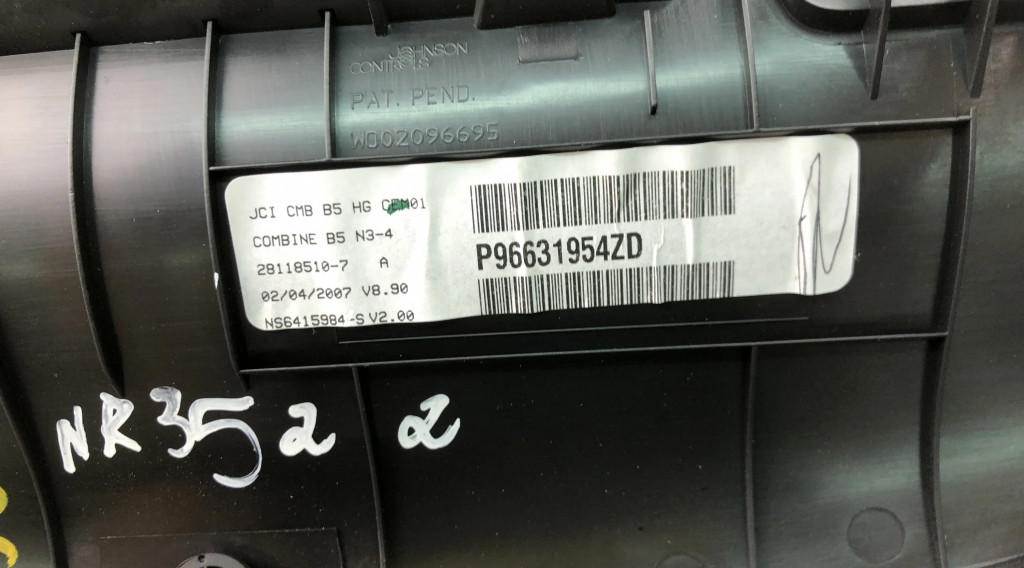 JOHNSON
CONTROLS
PAT. PEND.
W002096695
JCI CMB B5 HG CEM01
COMBINE B5 N3-4
28118510-7 A
02/04/2007 V8.90
NS6415984-S V2.00
P96631954ZD
NR352 2